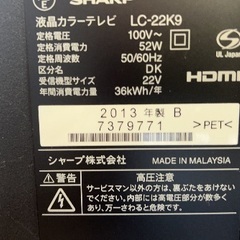 SHARP
液晶カラーテレビ LC-22K9
定格電圧 100V~
定格消費電力 52W
定格周波数 50/60Hz
区分名 DK
受信機型サイズ 22V
年間消費電力量 36kWh/年
E
UL
Japan
HDMI
2013年製 B
7379771
>PET<
シャープ株式会社 MADE IN MALAYSIA
高圧注意
サービスマン以外の方は、裏ぶたをあけないでくだ
さい。内部には高電圧部分が数多く
あり、万一さわると危険です。